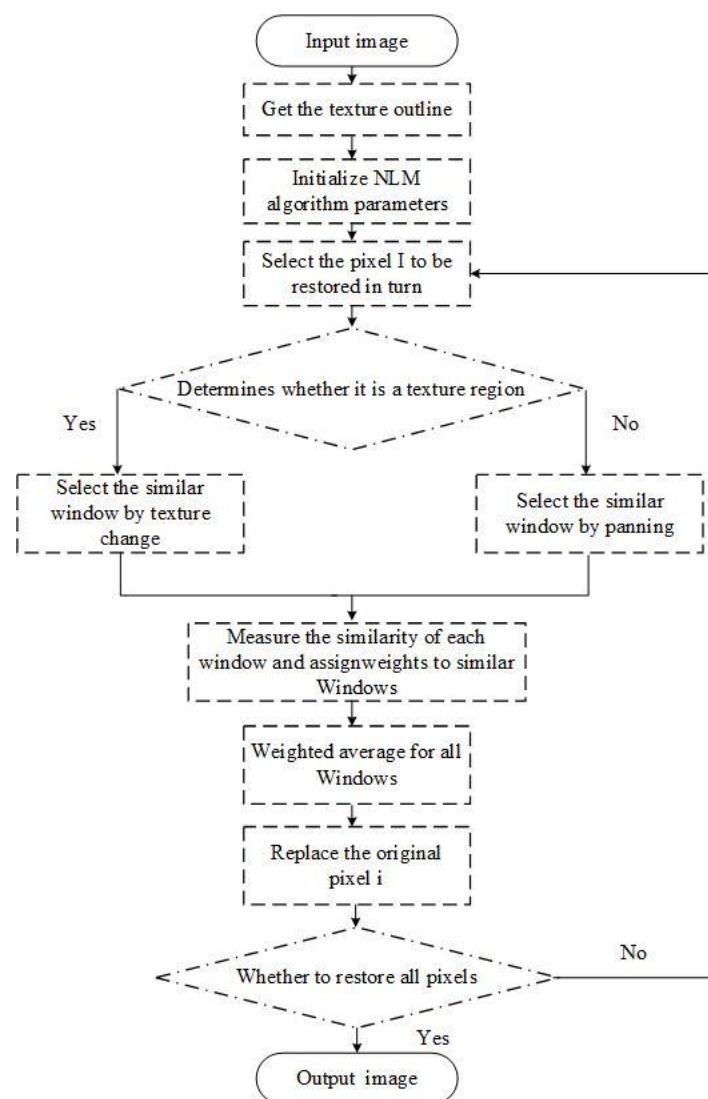 Input image
Get the texture outline
Initialize NLM
algorithm parameters
Select the pixel I to be
restored in turn
Determines whether it is a texture region
Yes
No
Select the similar
window by texture
change
Select the similar
window by panning
Measure the similarity of each
window and assignweights to similar
Windows
Weighted average for all
Windows
Replace the original
pixel i
Whether to restore all pixels
No
Yes
Output image